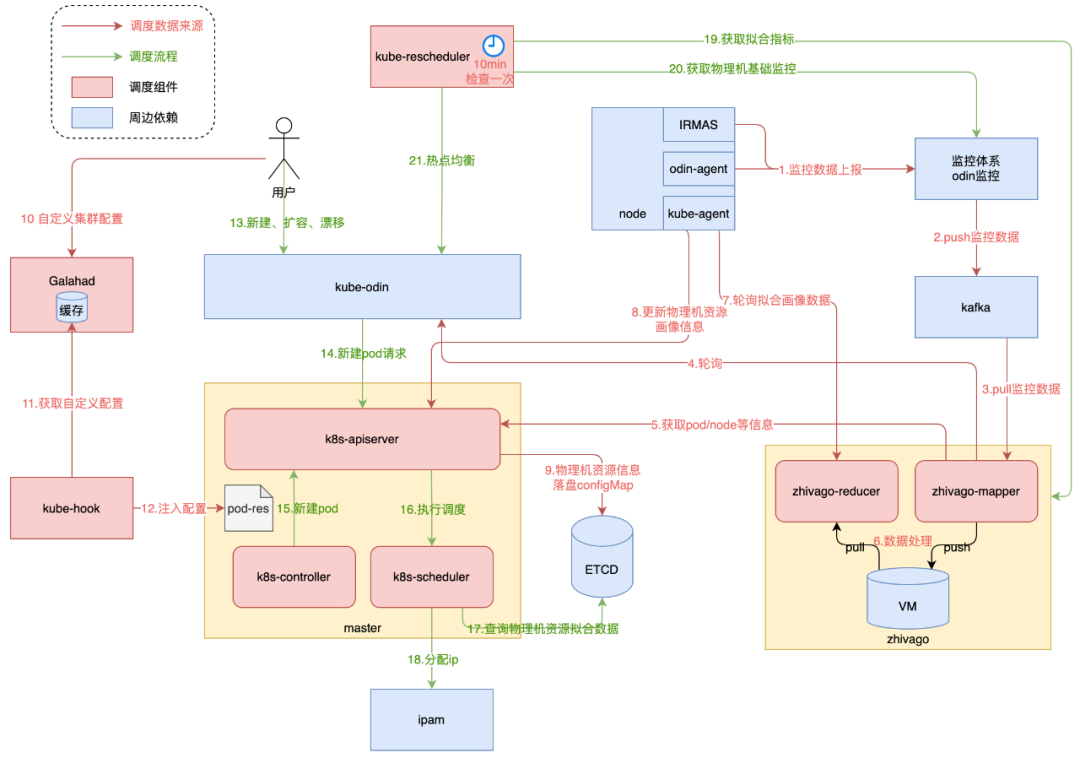 调度数据来源
调度流程
调度组件
周边依赖
kube-rescheduler
10min
检查一次
19.获取拟合指标
20.获取物理机基础监控
21.热点均衡
用户
10 自定义集群配置
13.新建、扩容、漂移
IRMAS
odin-agent
node
kube-agent
1.监控数据上报
监控体系
odin监控
2.push监控数据
kafka
3.pull监控数据
Galahad
缓存
kube-odin
8.更新物理机资源
画像信息
7.轮询拟合画像数据
14.新建pod请求
4.轮询
11.获取自定义配置
k8s-apiserver
5.获取pod/node等信息
9.物理机资源信息
落盘configMap
kube-hook
12.注入配置
pod-res
15.新建pod
16.执行调度
zhivago-reducer
zhivago-mapper
6.数据处理
pull
push
k8s-controller
k8s-scheduler
ETCD
VM
master
17.查询物理机资源拟合数据
zhivago
18.分配ip
ipam